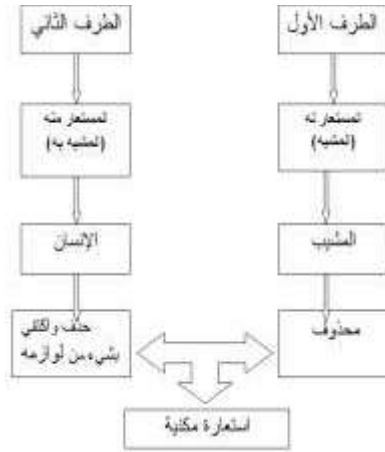 الطرف الأول
الطرف الثاني
المستعار له
(المشبه)
المستعار منه
(المشبه به)
المشيب
الإنسان
محذوف
حذف واكتفي
بشيء من لوازمه
استعارة مكنية